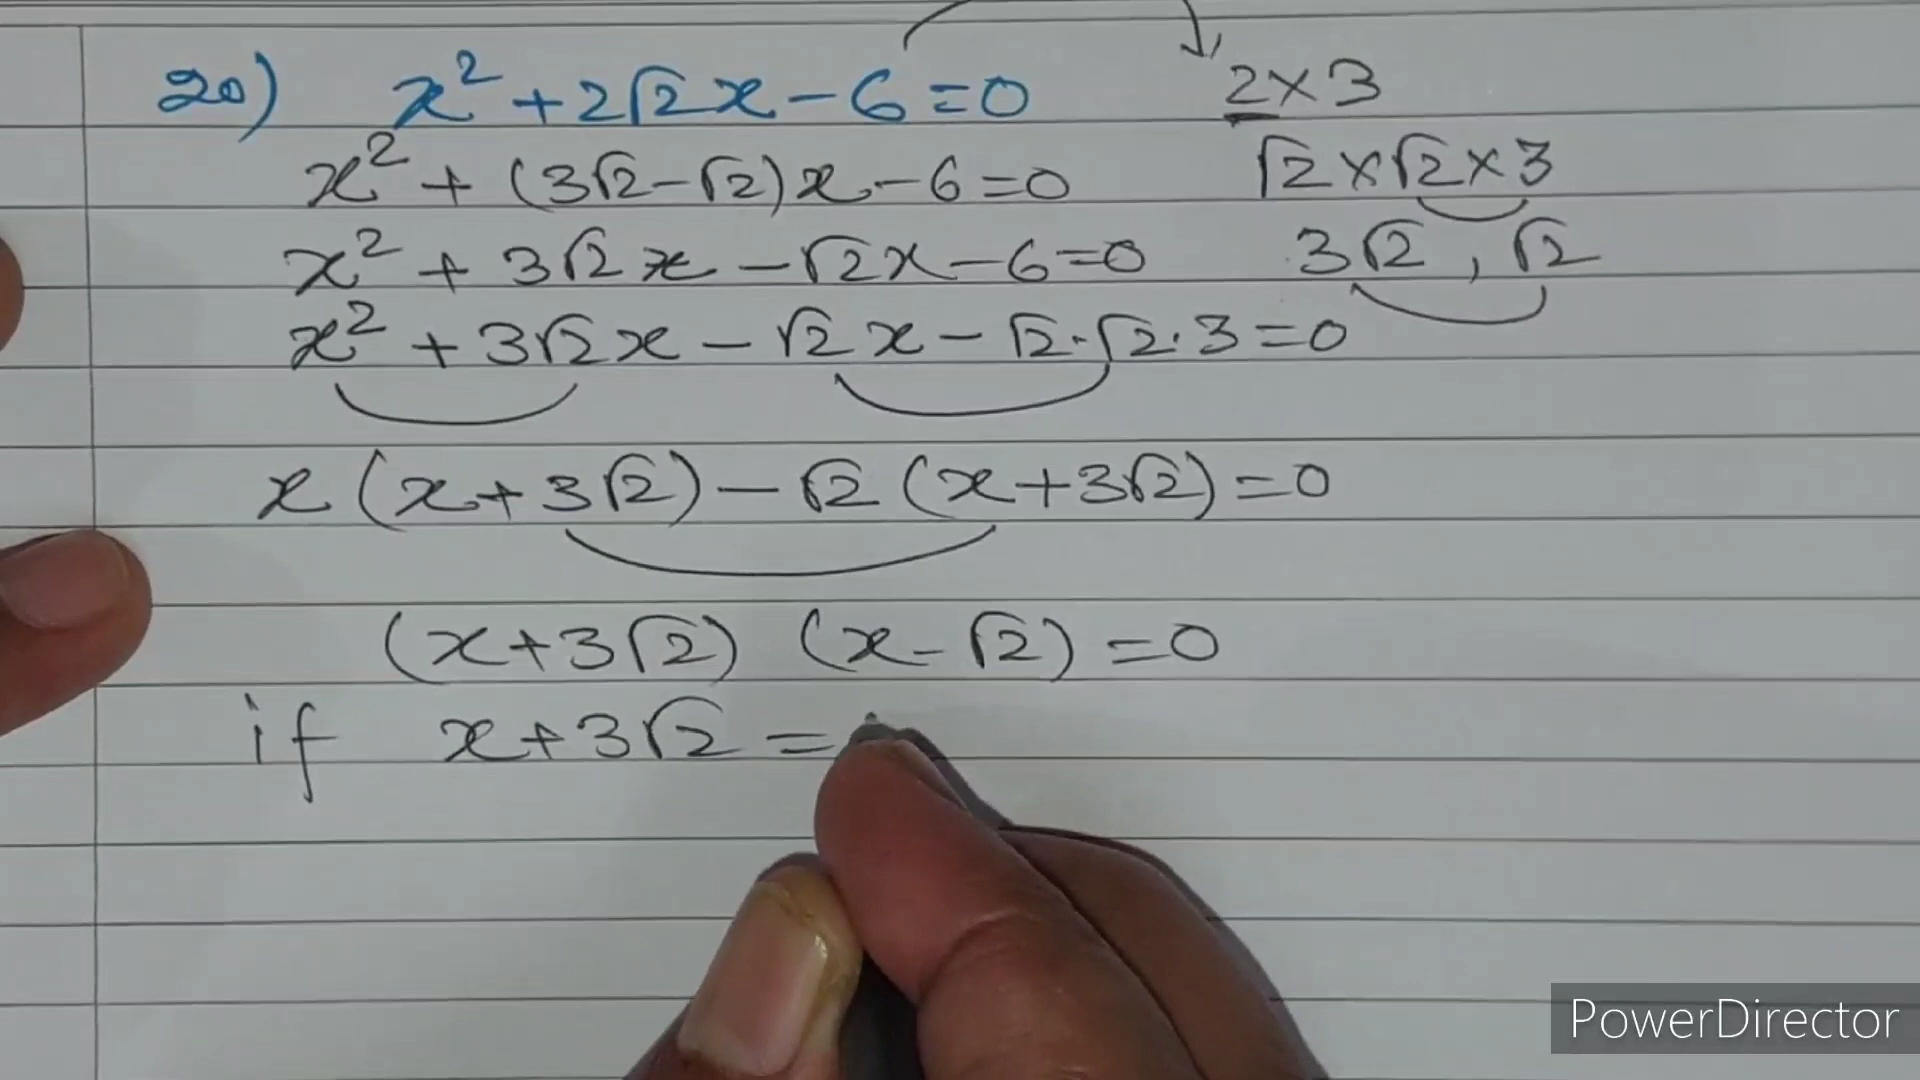 20) x² + 2√2x - 6 = 0
2 × 3
x² + (3√2 - √2)x - 6 = 0
√2 × √2 × 3
x² + 3√2x - √2x - 6 = 0
3√2 , √2
x² + 3√2x - √2x - √2·√2·3 = 0
x(x + 3√2) - √2(x + 3√2) = 0
(x + 3√2) (x - √2) = 0
if x + 3√2 =
PowerDirector